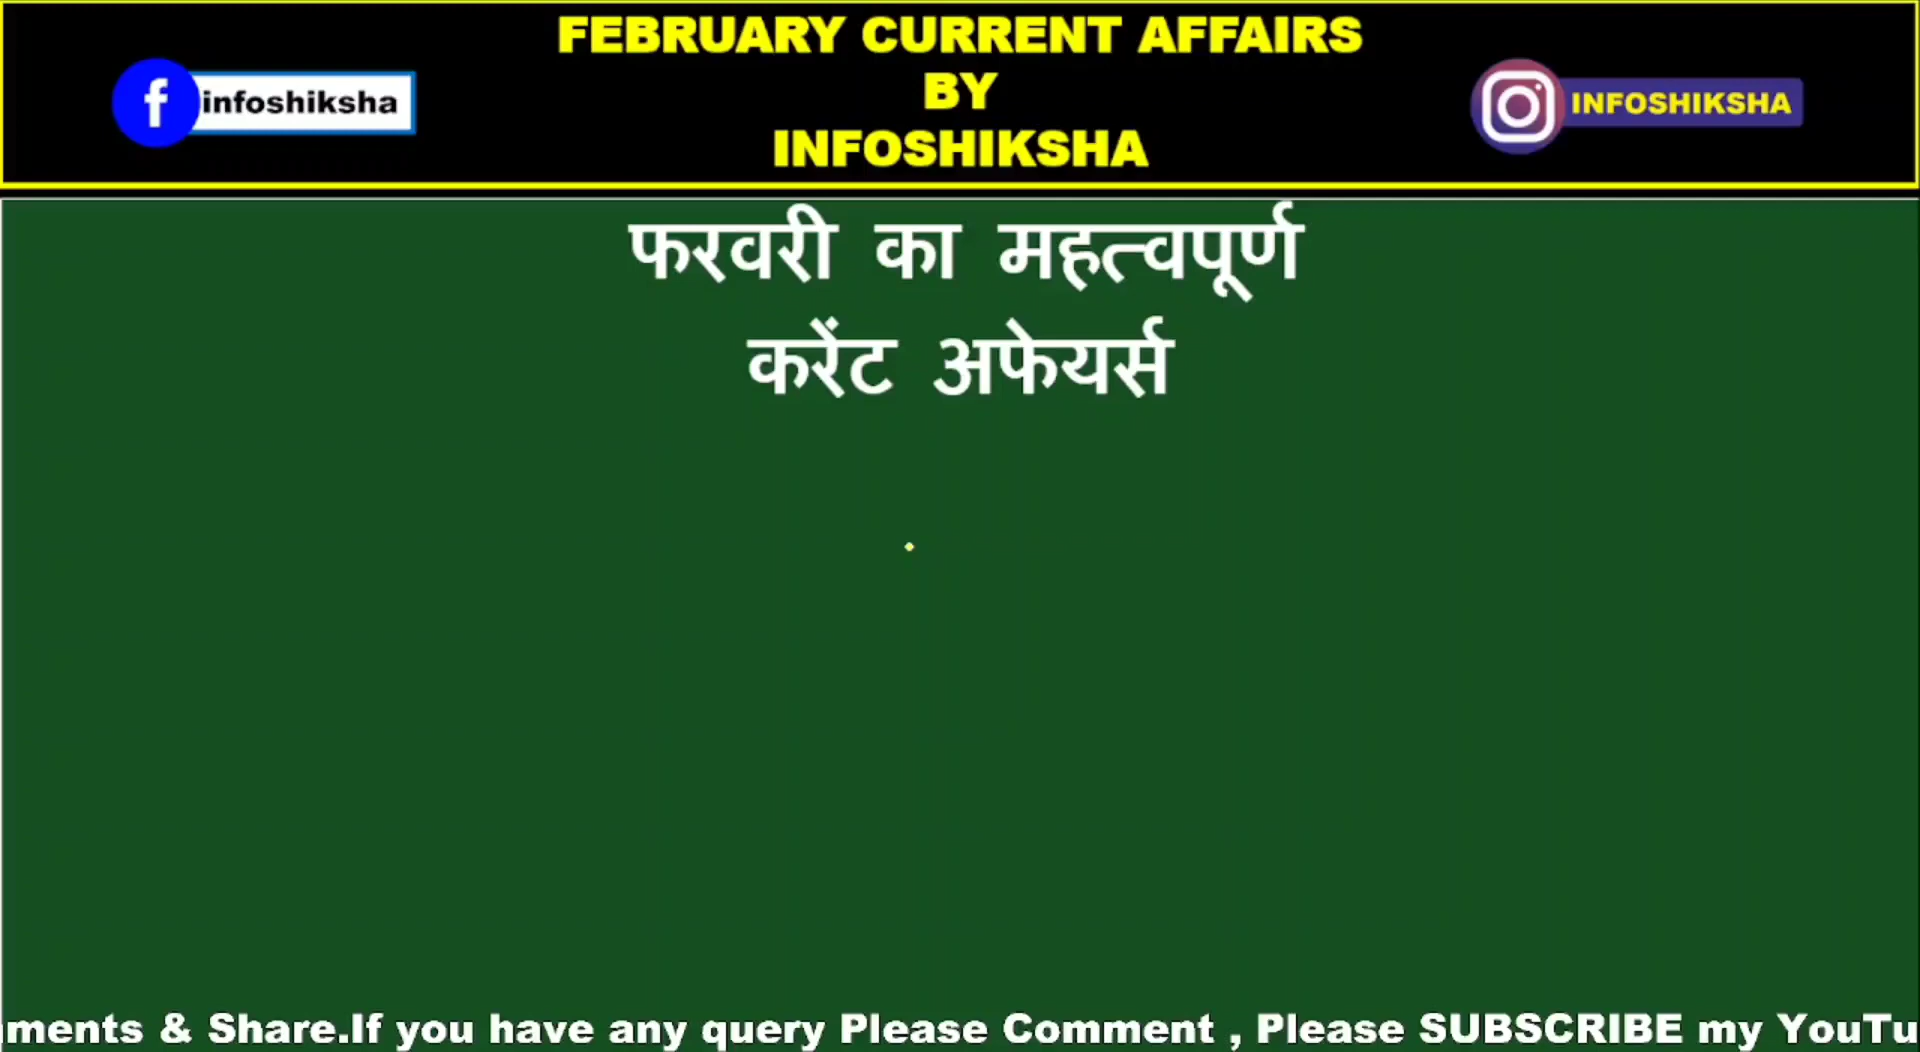 FEBRUARY CURRENT AFFAIRS
BY
INFOSHIKSHA
f infoshiksha
INFOSHIKSHA
फरवरी का महत्वपूर्ण
करेंट अफेयर्स
ments & Share.If you have any query Please Comment , Please SUBSCRIBE my YouTu